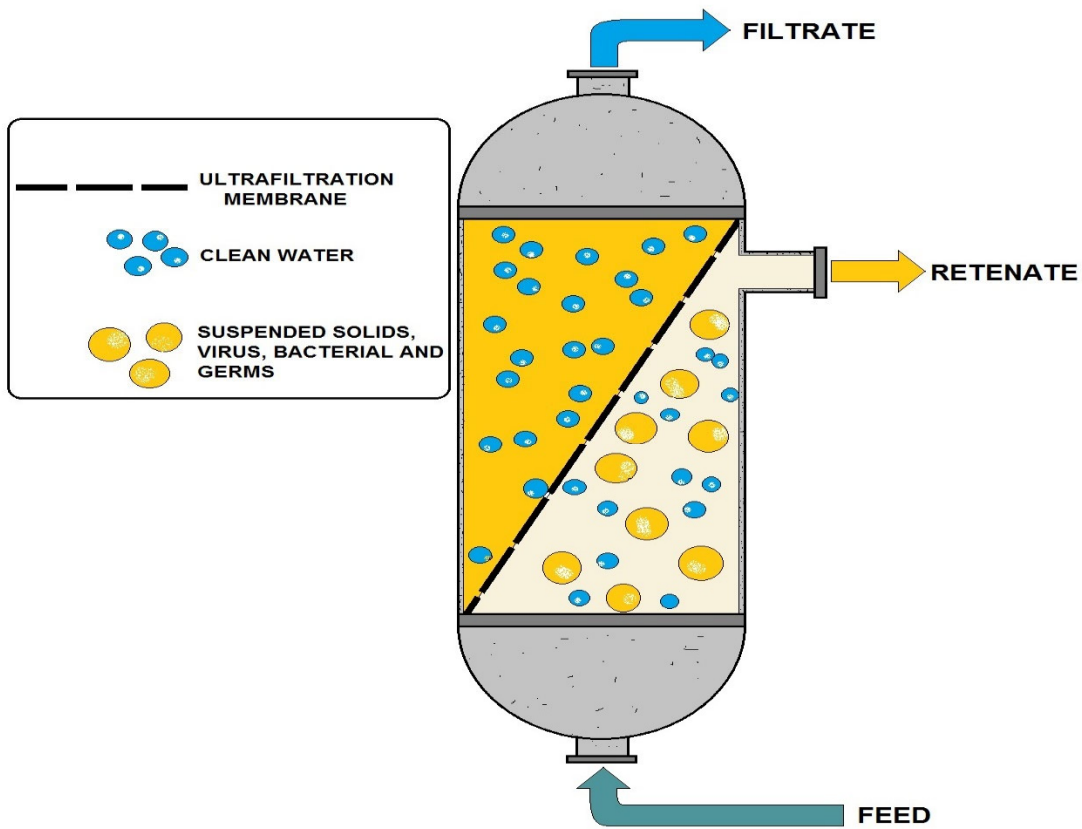 FILTRATE
ULTRAFILTRATION
MEMBRANE
CLEAN WATER
RETENATE
SUSPENDED SOLIDS,
VIRUS, BACTERIAL AND
GERMS
FEED